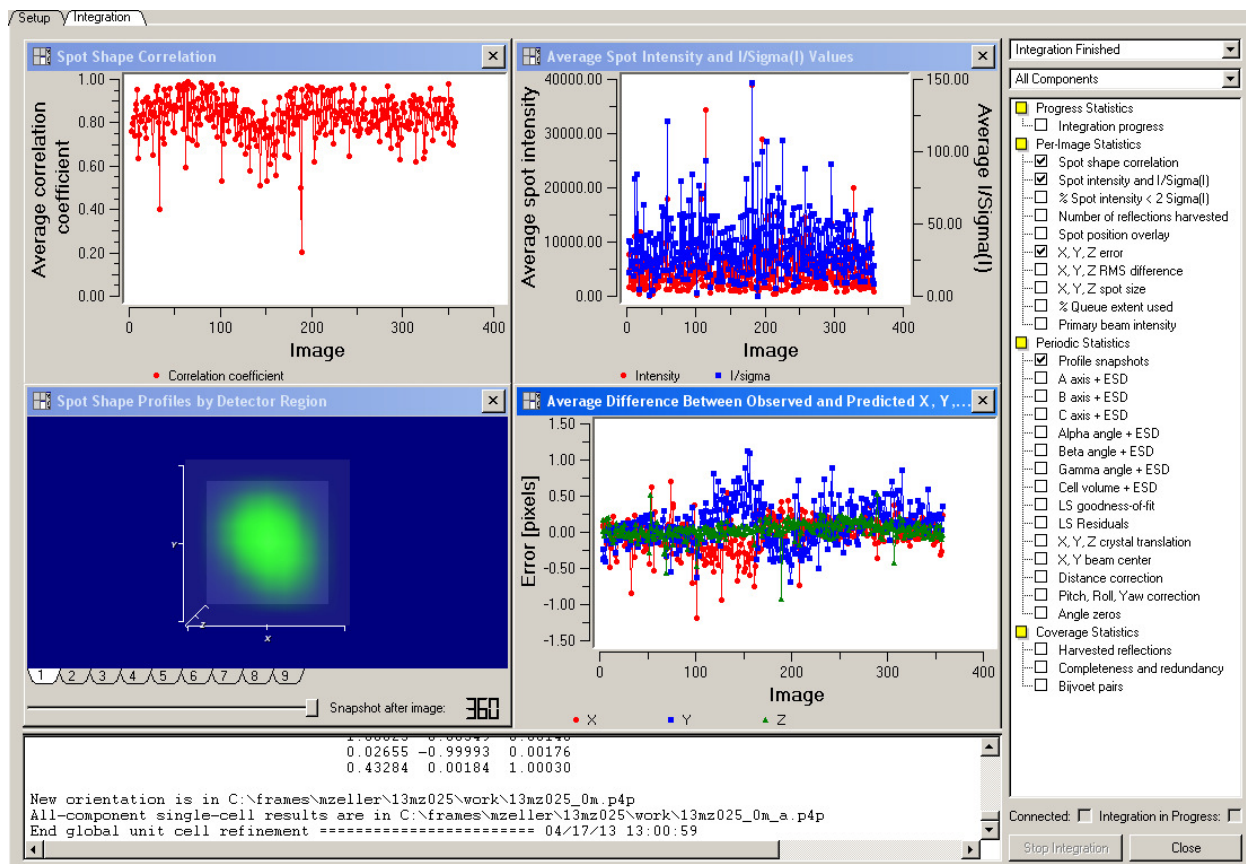 Setup Integration
Spot Shape Correlation
Average correlation coefficient
1.00
0.80
0.60
0.40
0.20
0.00
0 100 200 300 400
Image
Correlation coefficient
Average Spot Intensity and I/Sigma(I) Values
Average spot intensity
40000.00
30000.00
20000.00
10000.00
0.00
150.00
100.00
50.00
0.00
Average I/Sigma(I)
0 100 200 300 400
Image
Intensity I/sigma
Spot Shape Profiles by Detector Region
Y
Z
X
1 2 3 4 5 6 7 8 9
Snapshot after image: 360
Average Difference Between Observed and Predicted X, Y,...
Error [pixels]
1.50
1.00
0.50
0.00
-0.50
-1.00
-1.50
0 100 200 300 400
Image
X Y Z
0.02655 -0.99993 0.00176
0.43284 0.00184 1.00030
New orientation is in C:\frames\mzeller\13mz025\work\13mz025_0m.p4p
All-component single-cell results are in C:\frames\mzeller\13mz025\work\13mz025_0m_a.p4p
End global unit cell refinement ======================== 04/17/13 13:00:59
Integration Finished
All Components
Progress Statistics
Integration progress
Per-Image Statistics
Spot shape correlation
Spot intensity and I/Sigma(I)
% Spot intensity < 2 Sigma(I)
Number of reflections harvested
Spot position overlay
X, Y, Z error
X, Y, Z RMS difference
X, Y, Z spot size
% Queue extent used
Primary beam intensity
Periodic Statistics
Profile snapshots
A axis + ESD
B axis + ESD
C axis + ESD
Alpha angle + ESD
Beta angle + ESD
Gamma angle + ESD
Cell volume + ESD
LS goodness-of-fit
LS Residuals
X, Y, Z crystal translation
X, Y beam center
Distance correction
Pitch, Roll, Yaw correction
Angle zeros
Coverage Statistics
Harvested reflections
Completeness and redundancy
Bijvoet pairs
Connected: Integration in Progress:
Stop Integration Close